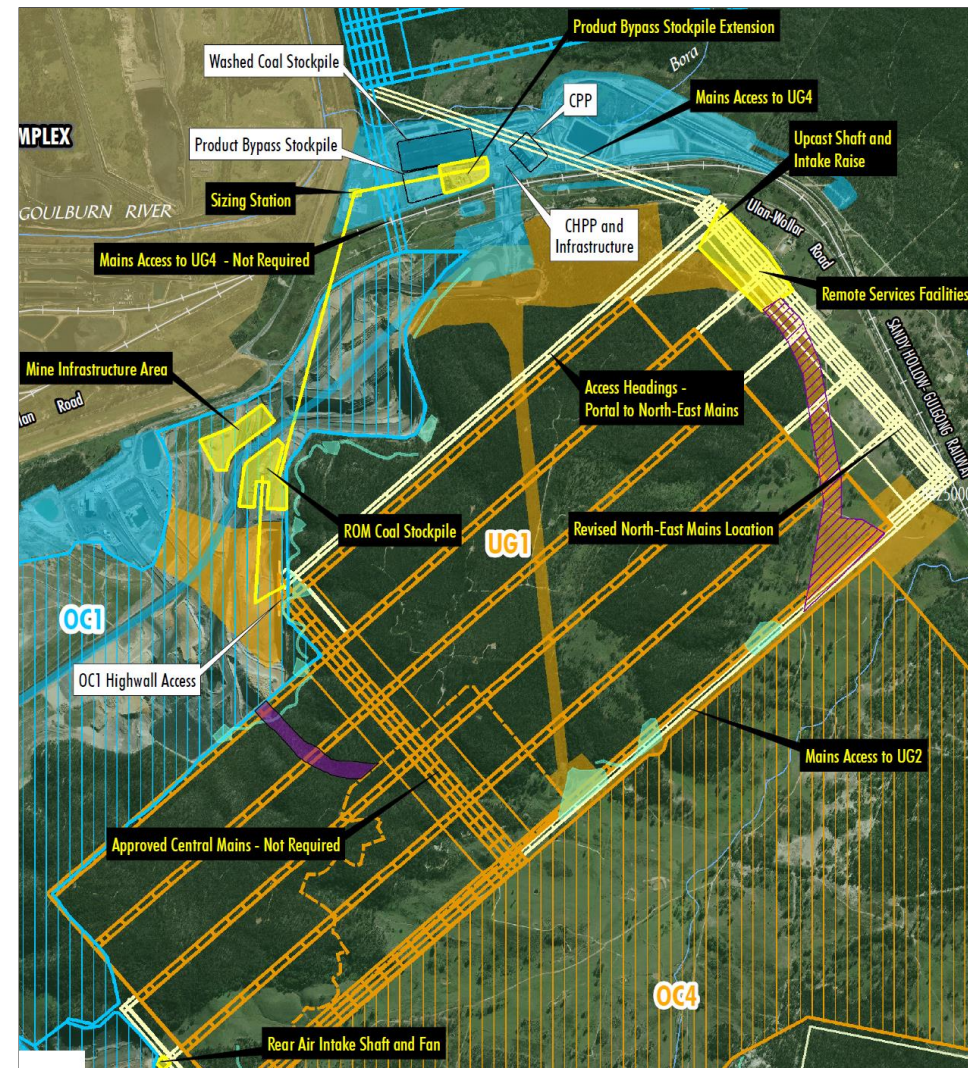 Product Bypass Stockpile Extension
Washed Coal Stockpile
Bora
CPP
Mains Access to UG4
MPLEX
Upcast Shaft and
Intake Raise
Product Bypass Stockpile
Sizing Station
GOULBURN RIVER
CHPP and
Infrastructure
Ulan-Wollar Road
Mains Access to UG4 - Not Required
Remote Services Facilities
SANDY HOLLOW- GULGONG RAILWAY
Mine Infrastructure Area
Access Headings -
Portal to North-East Mains
lan Road
25000
ROM Coal Stockpile
UG1
Revised North-East Mains Location
OC1
OC1 Highwall Access
Mains Access to UG2
Approved Central Mains - Not Required
OC4
Rear Air Intake Shaft and Fan